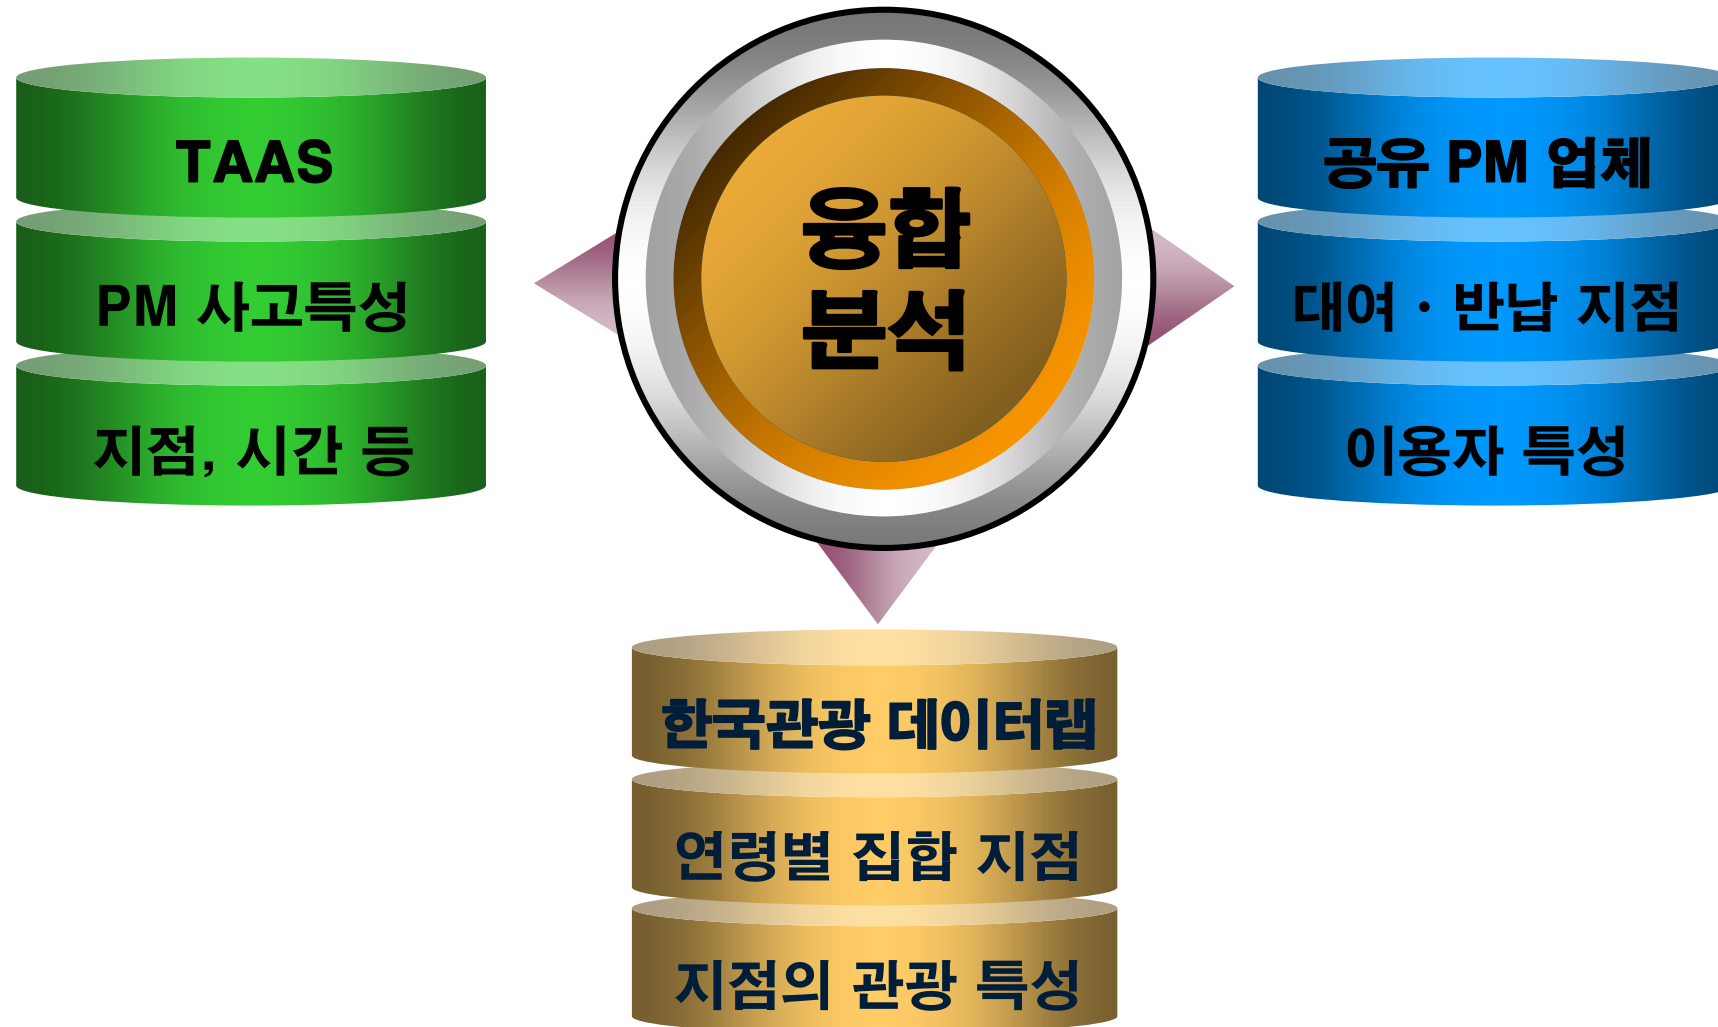 TAAS
PM 사고특성
지점, 시간 등
융합
분석
공유 PM 업체
대여 · 반납 지점
이용자 특성
한국관광 데이터랩
연령별 집합 지점
지점의 관광 특성